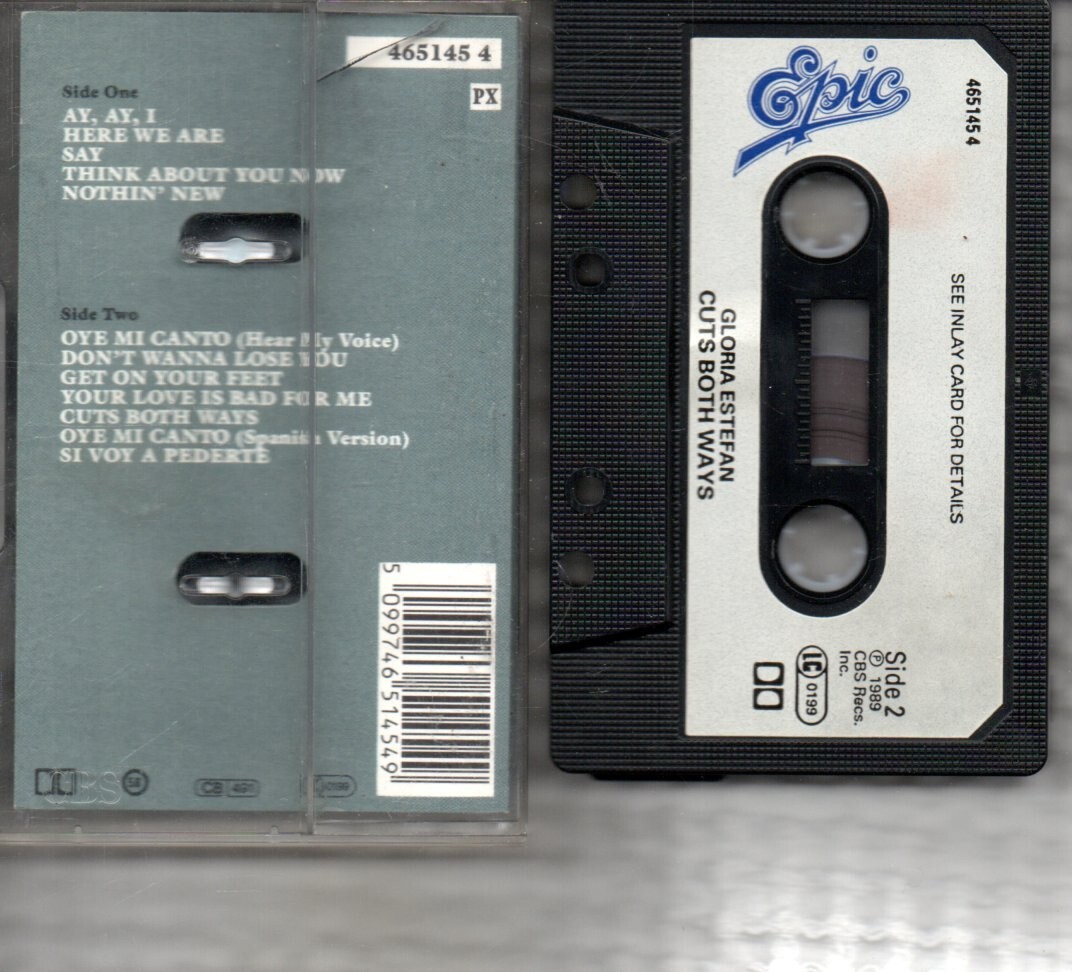 465145 4
PX
Side One
AY, AY, I
HERE WE ARE
SAY
THINK ABOUT YOU NOW
NOTHIN' NEW
Side Two
OYE MI CANTO (Hear My Voice)
DON'T WANNA LOSE YOU
GET ON YOUR FEET
YOUR LOVE IS BAD FOR ME
CUTS BOTH WAYS
OYE MI CANTO (Spanish Version)
SI VOY A PEDERTE
5 099746 514549
CBS
CB 491
0199
Epic
465145 4
SEE INLAY CARD FOR DETAILS
GLORIA ESTEFAN
CUTS BOTH WAYS
Side 2
℗ 1989
CBS Recs.
Inc.
LC 0199